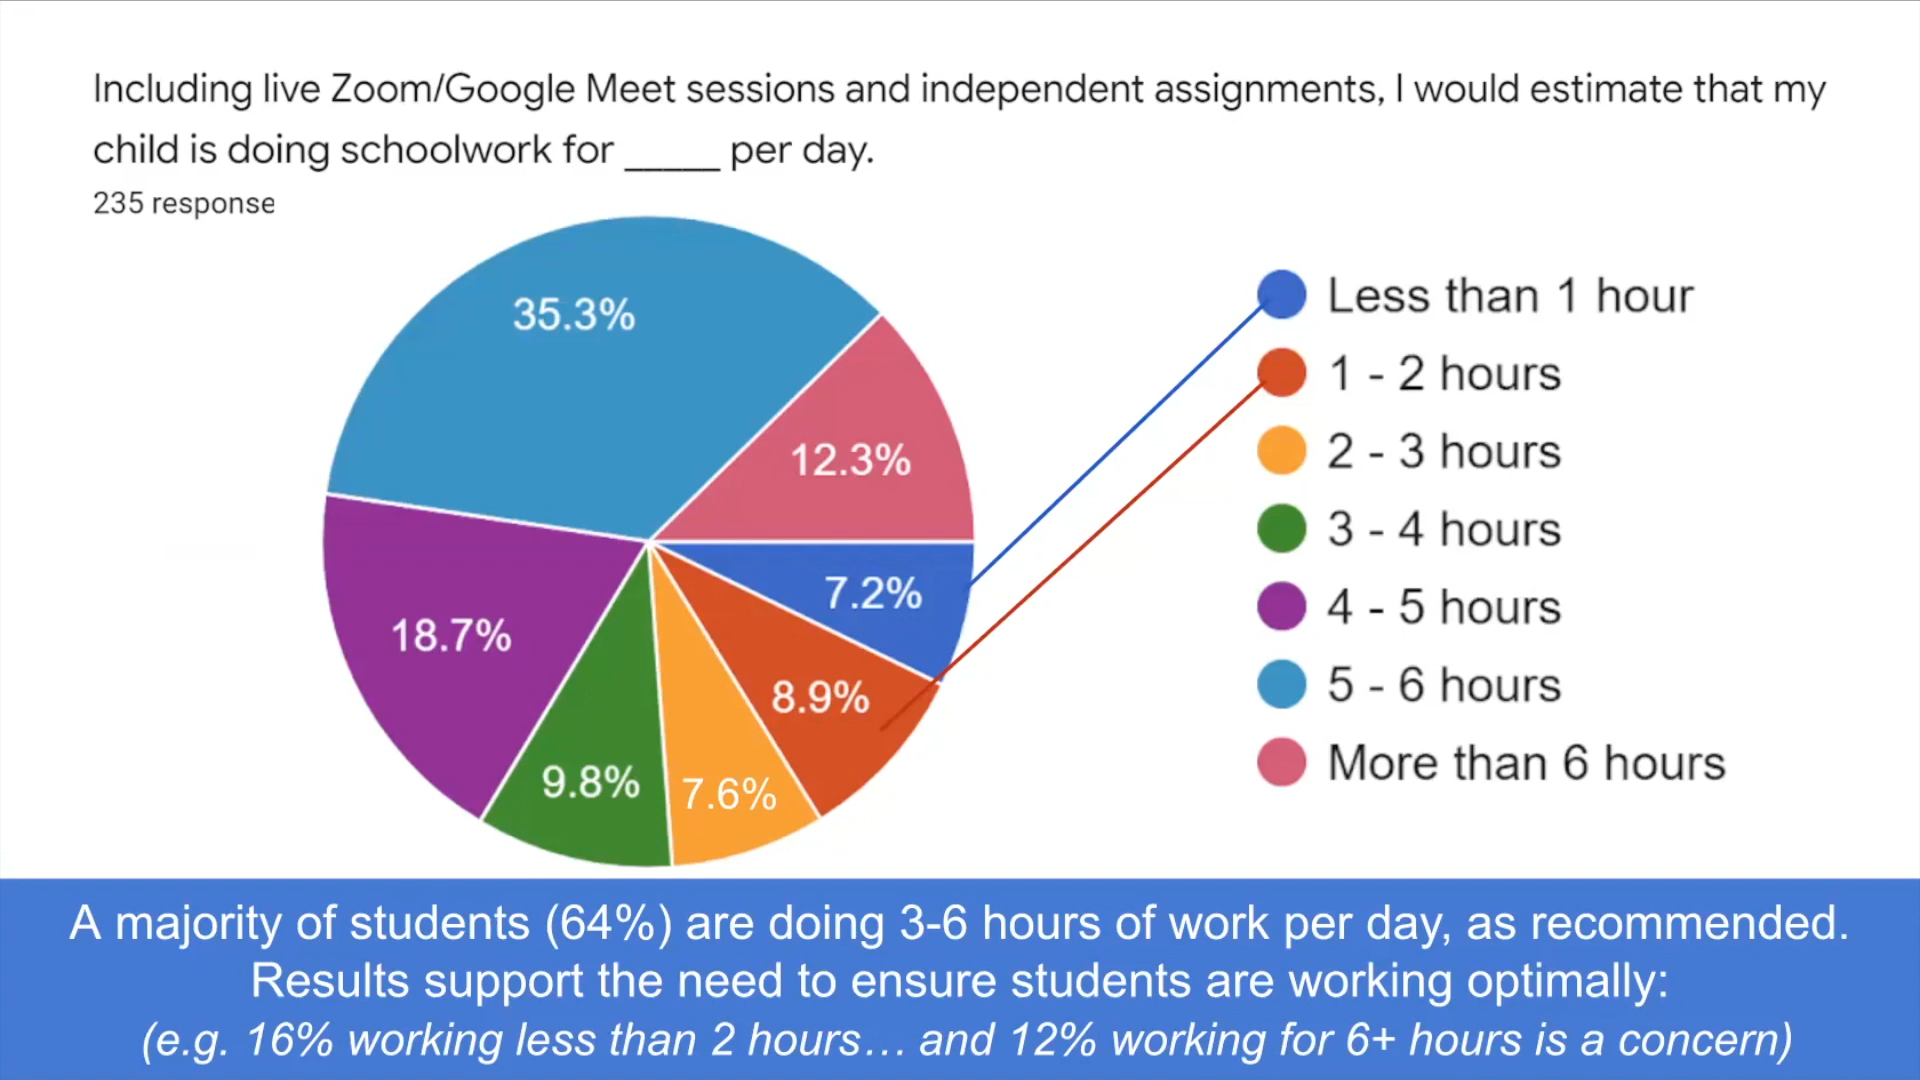 Including live Zoom/Google Meet sessions and independent assignments, I would estimate that my
child is doing schoolwork for _____ per day.
235 response
35.3%
12.3%
7.2%
18.7%
8.9%
9.8%
7.6%
Less than 1 hour
1 - 2 hours
2 - 3 hours
3 - 4 hours
4 - 5 hours
5 - 6 hours
More than 6 hours
A majority of students (64%) are doing 3-6 hours of work per day, as recommended.
Results support the need to ensure students are working optimally:
(e.g. 16% working less than 2 hours… and 12% working for 6+ hours is a concern)